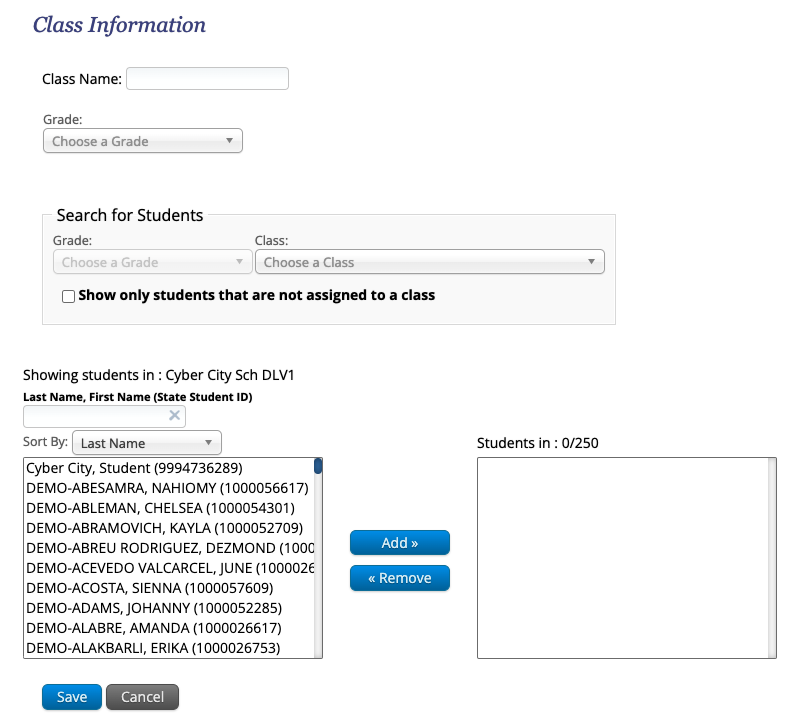 Class Information
Class Name:
Grade:
Choose a Grade
Search for Students
Grade: Class:
Choose a Grade Choose a Class
Show only students that are not assigned to a class
Showing students in : Cyber City Sch DLV1
Last Name, First Name (State Student ID)
Sort By: Last Name
Students in : 0/250
Cyber City, Student (9994736289)
DEMO-ABESAMRA, NAHIOMY (1000056617)
DEMO-ABLEMAN, CHELSEA (1000054301)
DEMO-ABRAMOVICH, KAYLA (1000052709)
DEMO-ABREU RODRIGUEZ, DEZMOND (1000
DEMO-ACEVEDO VALCARCEL, JUNE (1000026
DEMO-ACOSTA, SIENNA (1000057609)
DEMO-ADAMS, JOHANNY (1000052285)
DEMO-ALABRE, AMANDA (1000026617)
DEMO-ALAKBARLI, ERIKA (1000026753)
Add »
« Remove
Save Cancel